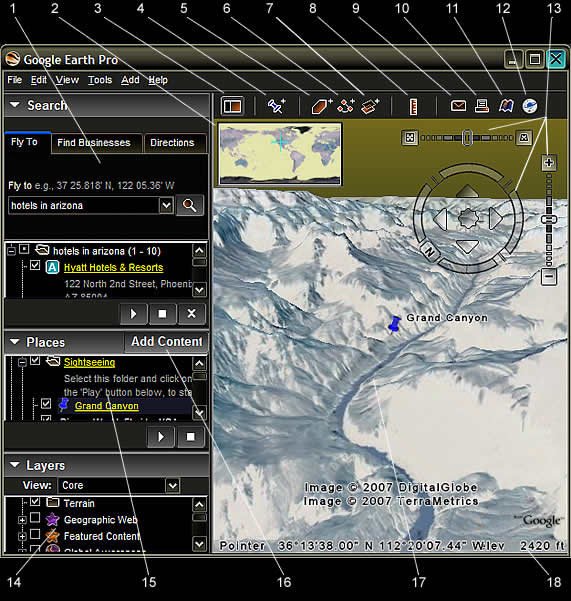 1 2 3 4 5 6 7 8 9 10 11 12 13
Google Earth Pro
File Edit View Tools Add Help
Search
Fly To Find Businesses Directions
Fly to e.g., 37 25.818' N, 122 05.36' W
hotels in arizona
hotels in arizona (1 - 10)
A Hyatt Hotels & Resorts
122 North 2nd Street, Phoenix
AZ 85004
Places Add Content
Sightseeing
Select this folder and click on
the 'Play' button below, to sta
Grand Canyon
Layers
View: Core
Terrain
Geographic Web
Featured Content
Global Awareness
N
Grand Canyon
Image © 2007 DigitalGlobe
Image © 2007 TerraMetrics
Google
Pointer 36°13'38.00" N 112°20'07.44" W elev 2420 ft
14 15 16 17 18